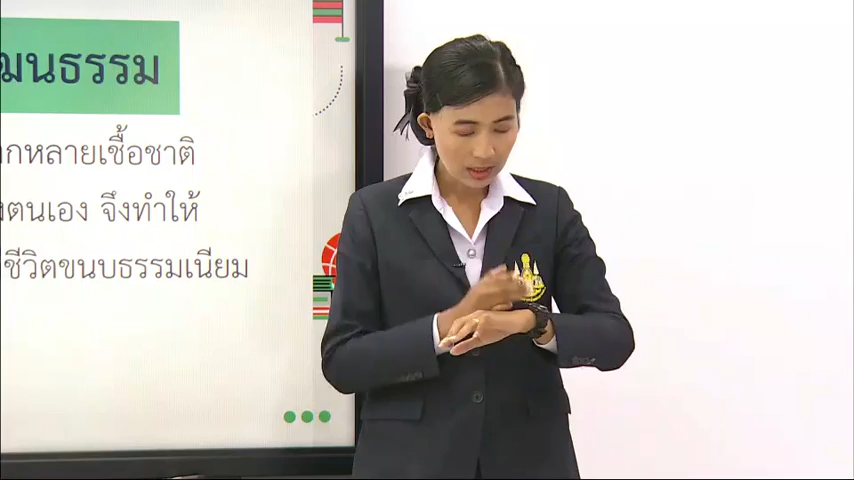 ฒนธรรม
กหลายเชื้อชาติ
งตนเอง จึงทำให้
ชีวิตขนบธรรมเนียม